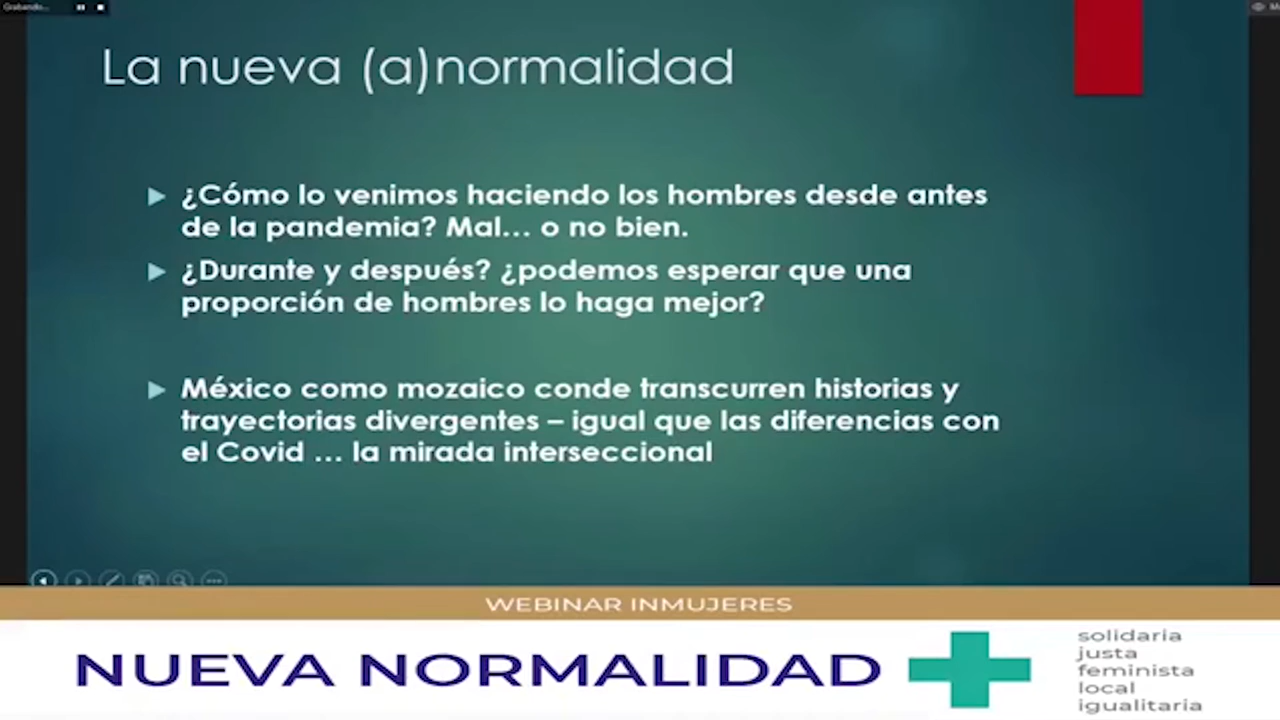 Grabando...
La nueva (a)normalidad
¿Cómo lo venimos haciendo los hombres desde antes
de la pandemia? Mal... o no bien.
¿Durante y después? ¿podemos esperar que una
proporción de hombres lo haga mejor?
México como mozaico conde transcurren historias y
trayectorias divergentes – igual que las diferencias con
el Covid ... la mirada interseccional
WEBINAR INMUJERES
NUEVA NORMALIDAD
solidaria
justa
feminista
local
igualitaria